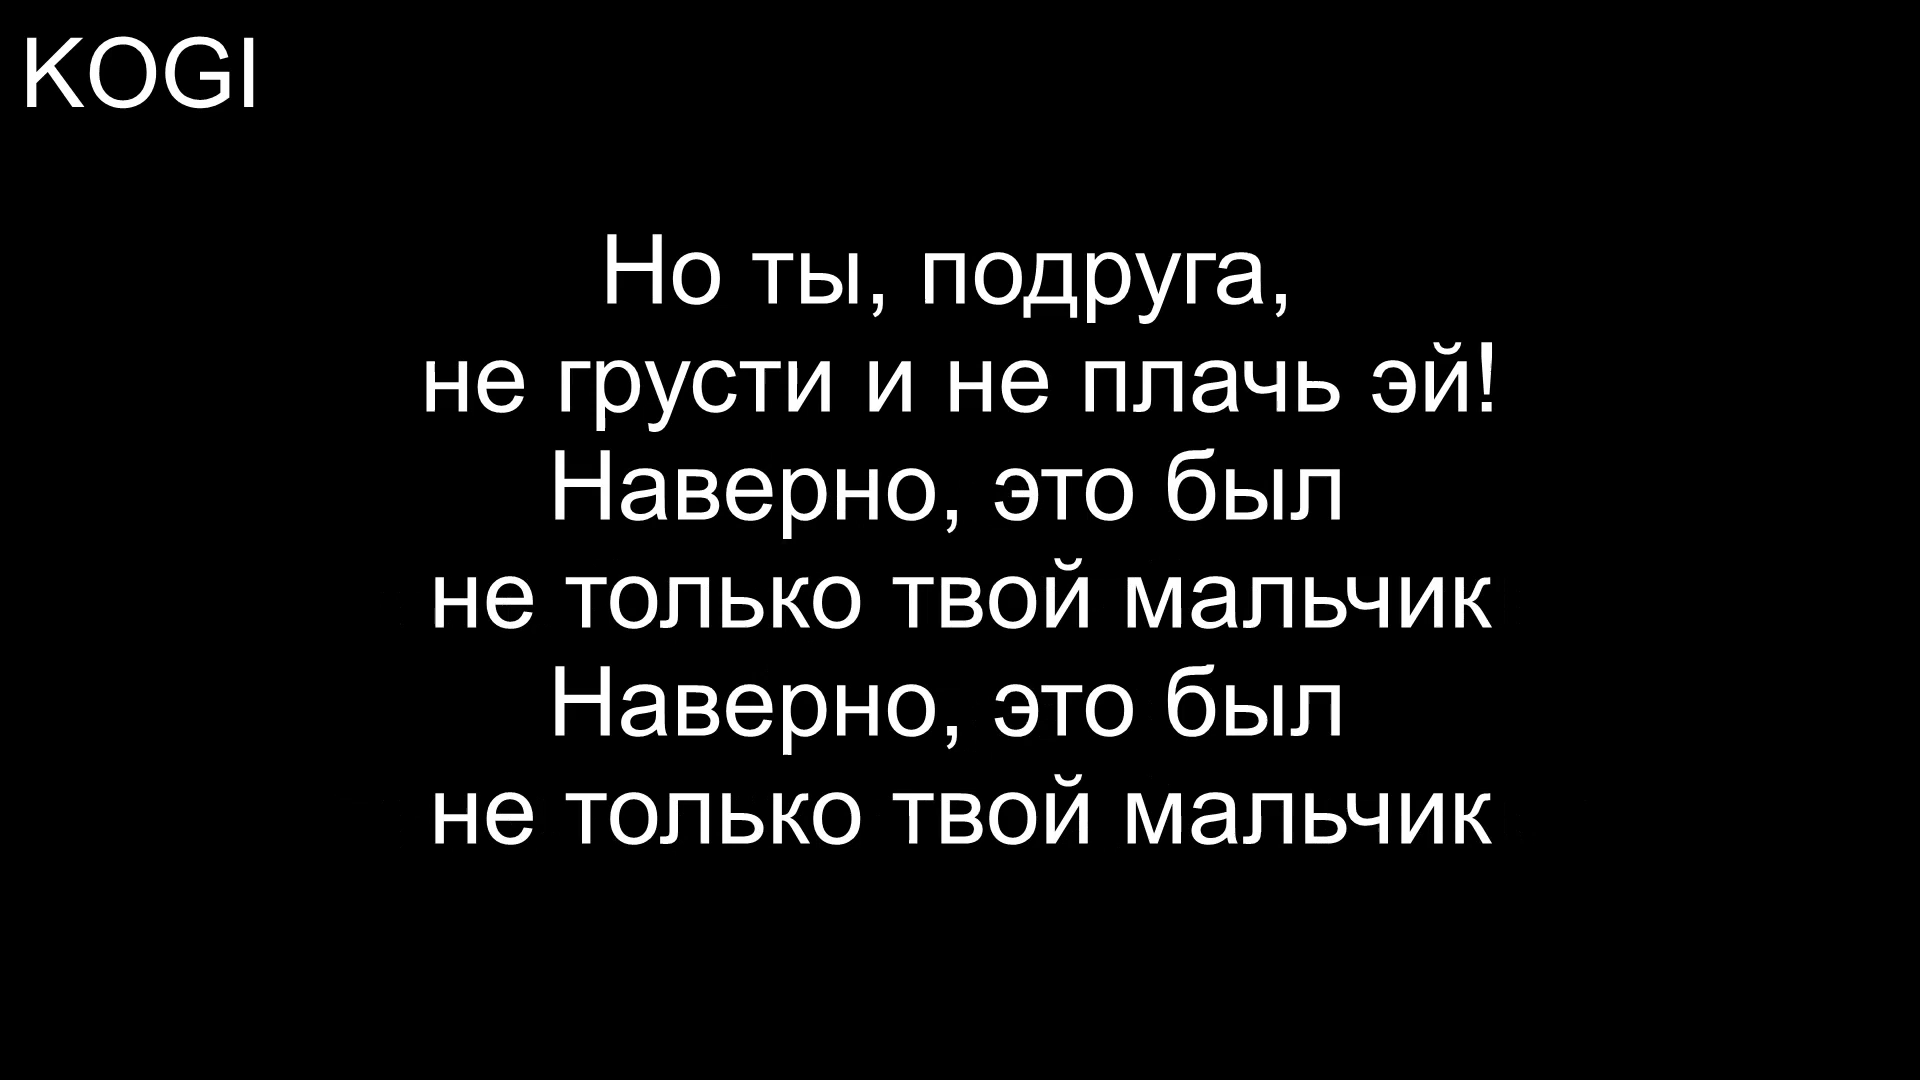 KOGI
Но ты, подруга,
не грусти и не плачь эй!
Наверно, это был
не только твой мальчик
Наверно, это был
не только твой мальчик